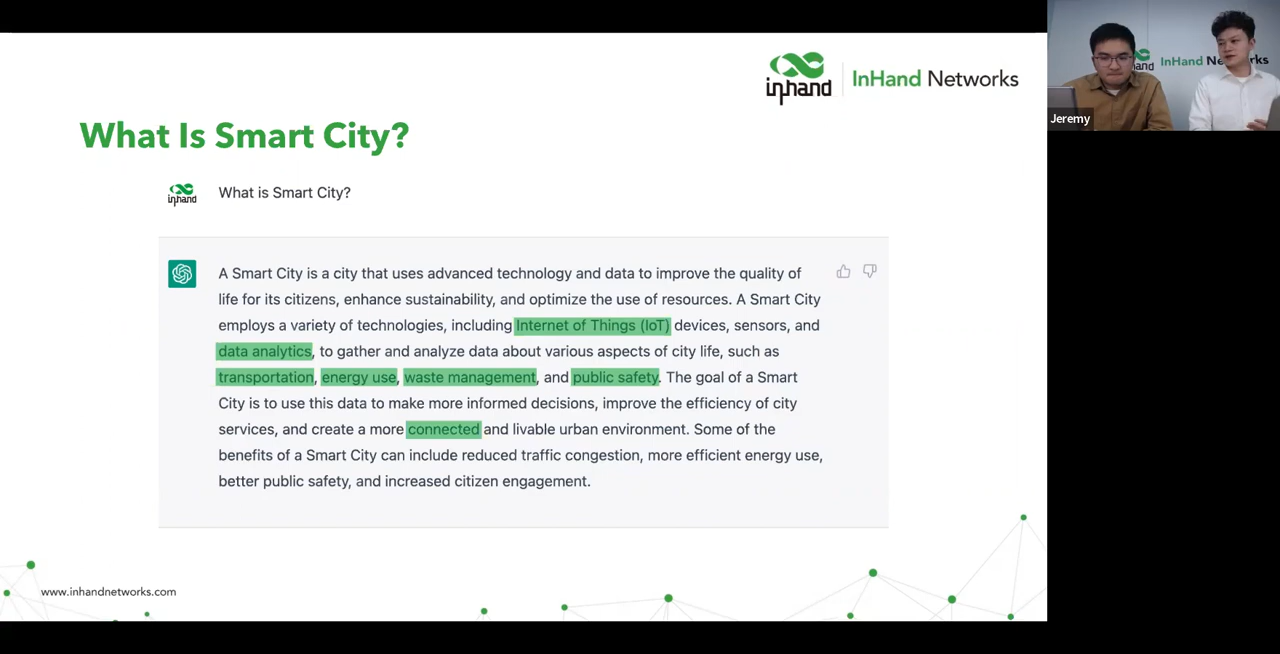 inhand
InHand Networks
What Is Smart City?
inhand
What is Smart City?
A Smart City is a city that uses advanced technology and data to improve the quality of
life for its citizens, enhance sustainability, and optimize the use of resources. A Smart City
employs a variety of technologies, including Internet of Things (IoT) devices, sensors, and
data analytics, to gather and analyze data about various aspects of city life, such as
transportation, energy use, waste management, and public safety. The goal of a Smart
City is to use this data to make more informed decisions, improve the efficiency of city
services, and create a more connected and livable urban environment. Some of the
benefits of a Smart City can include reduced traffic congestion, more efficient energy use,
better public safety, and increased citizen engagement.
www.inhandnetworks.com
InHand Ne rks
Jeremy